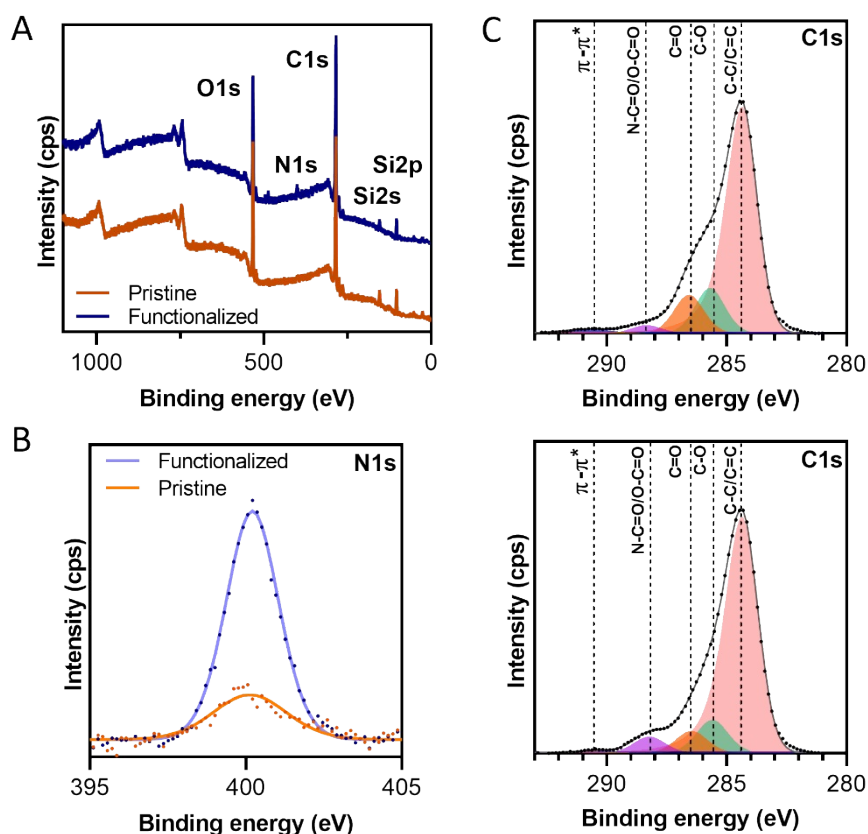 A
C1s
O1s
N1s
Si2p
Si2s
Intensity (cps)
Pristine
Functionalized
1000
500
0
Binding energy (eV)
B
Functionalized
Pristine
N1s
Intensity (cps)
395
400
405
Binding energy (eV)
C
C1s
π-π*
N-C=O/O-C=O
C=O
C-O
C-C/C=C
Intensity (cps)
290
285
280
Binding energy (eV)
C1s
π-π*
N-C=O/O-C=O
C=O
C-O
C-C/C=C
Intensity (cps)
290
285
280
Binding energy (eV)